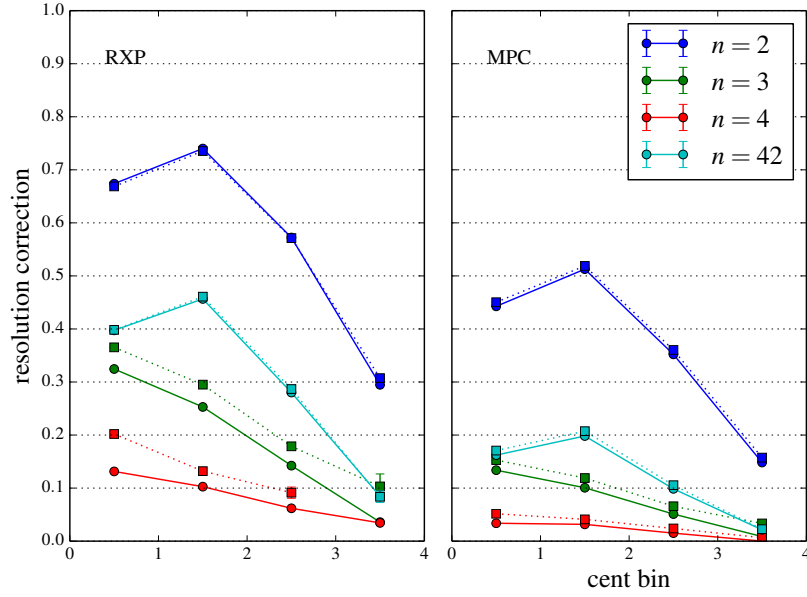 RXP
MPC
n = 2
n = 3
n = 4
n = 42
resolution correction
1.0
0.9
0.8
0.7
0.6
0.5
0.4
0.3
0.2
0.1
0.0
0 1 2 3 4
0 1 2 3 4
cent bin